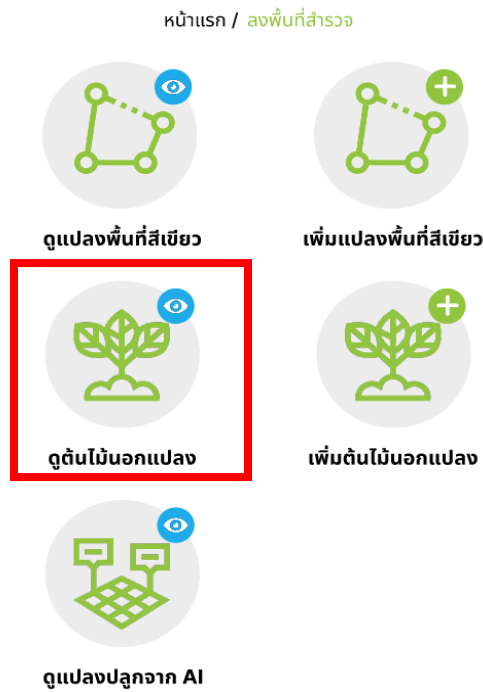 หน้าแรก / ลงพื้นที่สำรวจ
ดูแปลงพื้นที่สีเขียว
เพิ่มแปลงพื้นที่สีเขียว
ดูต้นไม้นอกแปลง
เพิ่มต้นไม้นอกแปลง
ดูแปลงปลูกจาก AI